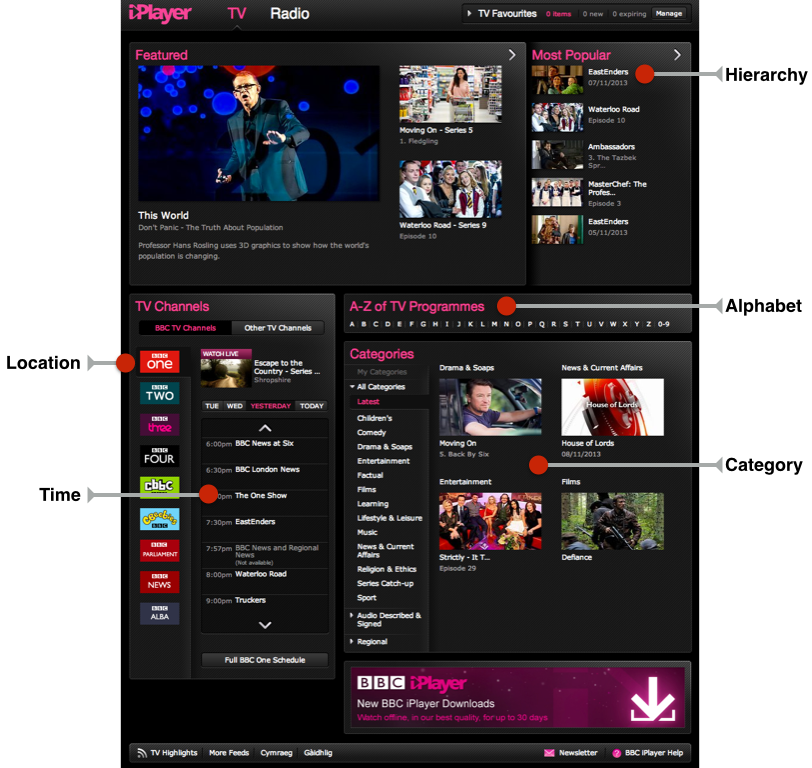 iPlayer
TV
Radio
TV Favourites
0 items
0 new
0 expiring
Manage
Featured
This World
Don't Panic - The Truth About Population
Professor Hans Rosling uses 3D graphics to show how the world's
population is changing.
Moving On - Series 5
1. Fledgling
Waterloo Road - Series 9
Episode 10
Most Popular
EastEnders
07/11/2013
Waterloo Road
Episode 10
Ambassadors
3. The Tazbek
Spr...
MasterChef: The
Profes...
Episode 3
EastEnders
05/11/2013
Hierarchy
TV Channels
BBC TV Channels
Other TV Channels
BBC
one
BBC
TWO
BBC
three
BBC
FOUR
cbbc
cbeebies
BBC
BBC
PARLIAMENT
BBC
NEWS
BBC
ALBA
WATCH LIVE
Escape to the
Country - Series ...
Shropshire
TUE
WED
YESTERDAY
TODAY
6:00pm BBC News at Six
6:30pm BBC London News
The One Show
7:30pm EastEnders
7:57pm BBC News and Regional
News
(Not available)
8:00pm Waterloo Road
9:00pm Truckers
Full BBC One Schedule
Location
Time
A-Z of TV Programmes
A B C D E F G H I J K L M N O P Q R S T U V W X Y Z 0-9
Alphabet
Categories
My Categories
All Categories
Latest
Children's
Comedy
Drama & Soaps
Entertainment
Factual
Films
Learning
Lifestyle & Leisure
Music
News & Current
Affairs
Religion & Ethics
Series Catch-up
Sport
Audio Described &
Signed
Regional
Drama & Soaps
Moving On
5. Back By Six
News & Current Affairs
House of Lords
House of Lords
08/11/2013
Entertainment
Strictly - It T...
Episode 29
Films
Defiance
Category
BBC iPlayer
New BBC iPlayer Downloads
Watch offline, in our best quality, for up to 30 days
TV Highlights
More Feeds
Cymraeg
Gàidhlig
Newsletter
BBC iPlayer Help